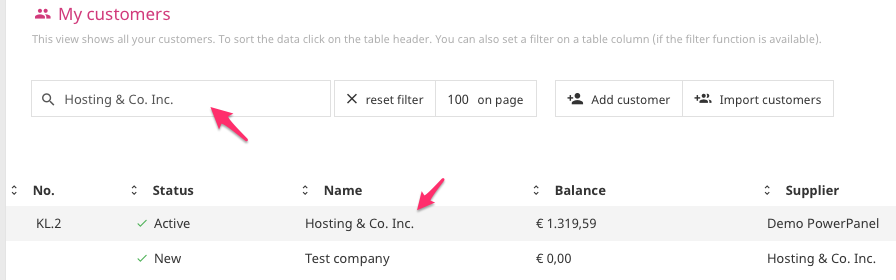 My customers
This view shows all your customers. To sort the data click on the table header. You can also set a filter on a table column (if the filter function is available).
Hosting & Co. Inc. reset filter 100 on page Add customer Import customers
No. Status Name Balance Supplier
KL.2 Active Hosting & Co. Inc. € 1.319,59 Demo PowerPanel
New Test company € 0,00 Hosting & Co. Inc.